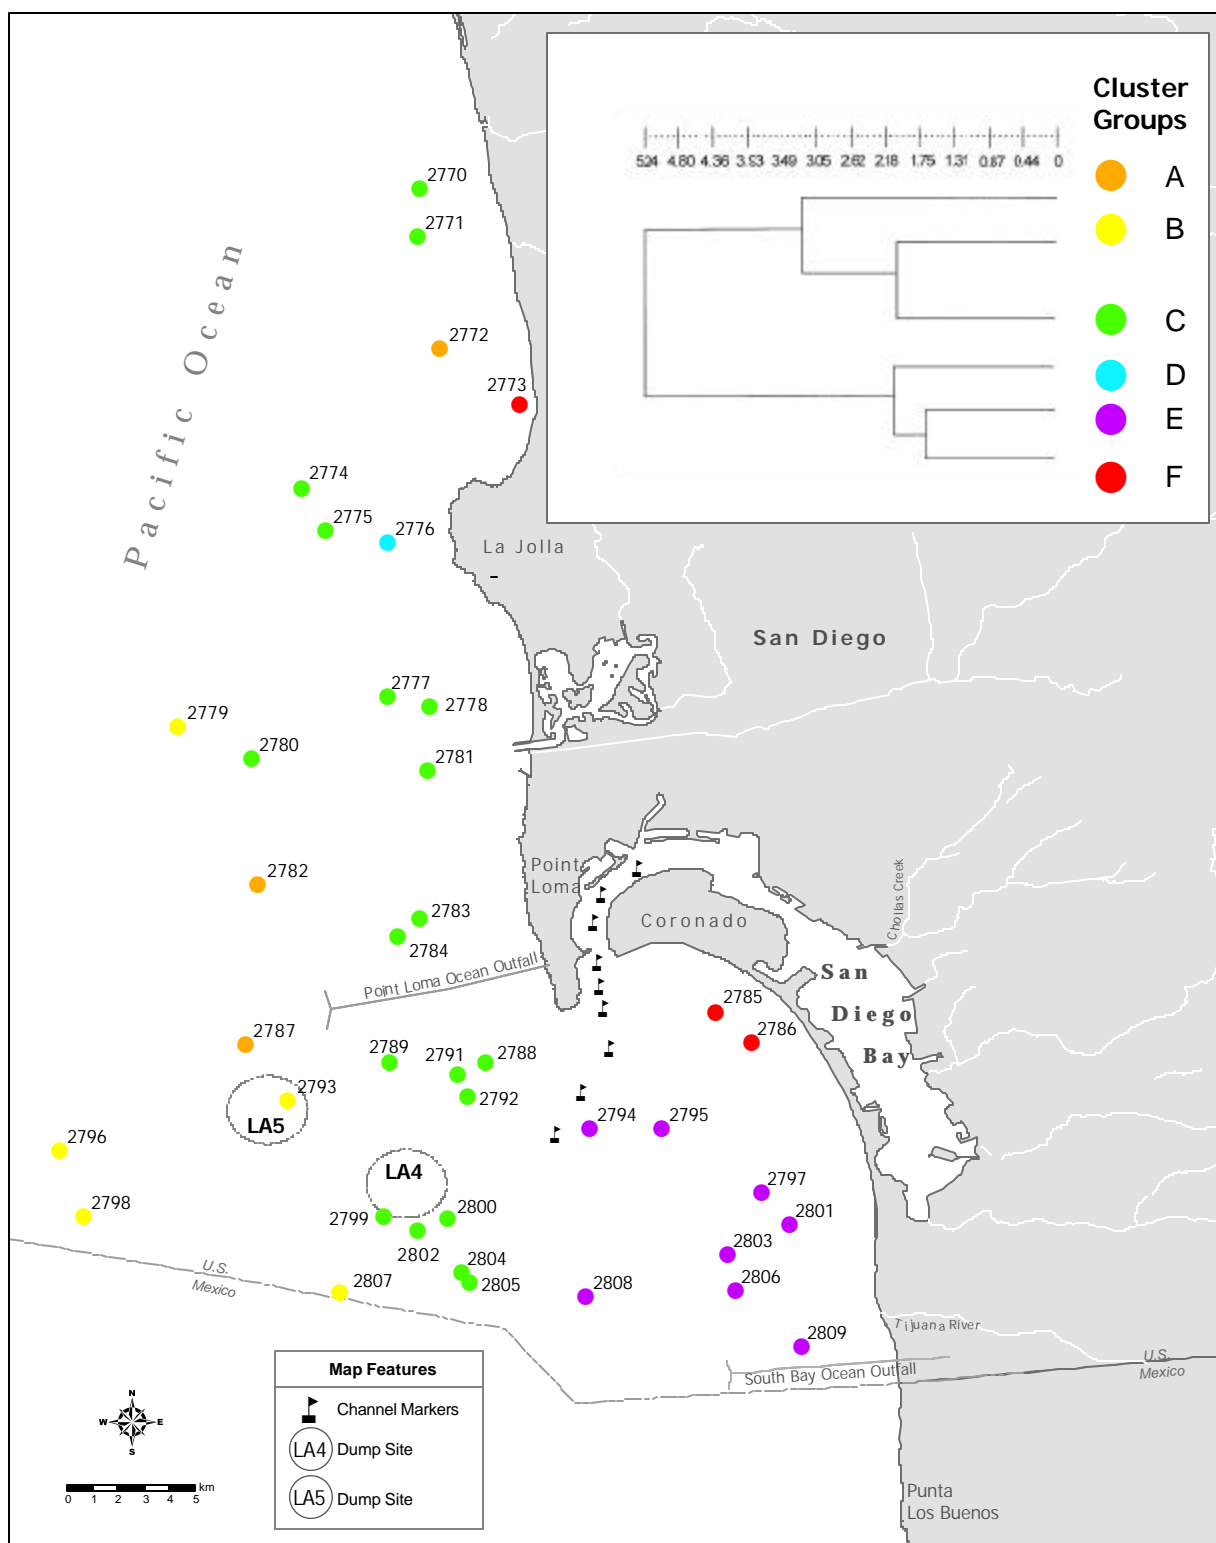 Cluster
Groups
5.24 4.80 4.36 3.93 3.49 3.05 2.62 2.18 1.75 1.31 0.87 0.44 0
A
B
C
D
E
F
Pacific Ocean
2770
2771
2772
2773
2774
2775
2776
La Jolla
San Diego
2777
2778
2779
2780
2781
2782
2783
2784
Point
Loma
Coronado
Chollas Creek
Point Loma Ocean Outfall
San
Diego
Bay
2785
2786
2787
2789
2791
2788
2792
2793
LA5
2794
2795
2796
2798
LA4
2797
2799
2800
2801
2802
2803
2804
2805
2806
2807
2808
2809
U.S.
Mexico
Tijuana River
South Bay Ocean Outfall
U.S.
Mexico
Map Features
Channel Markers
LA4 Dump Site
LA5 Dump Site
N
W E
S
km
0 1 2 3 4 5
Punta
Los Buenos